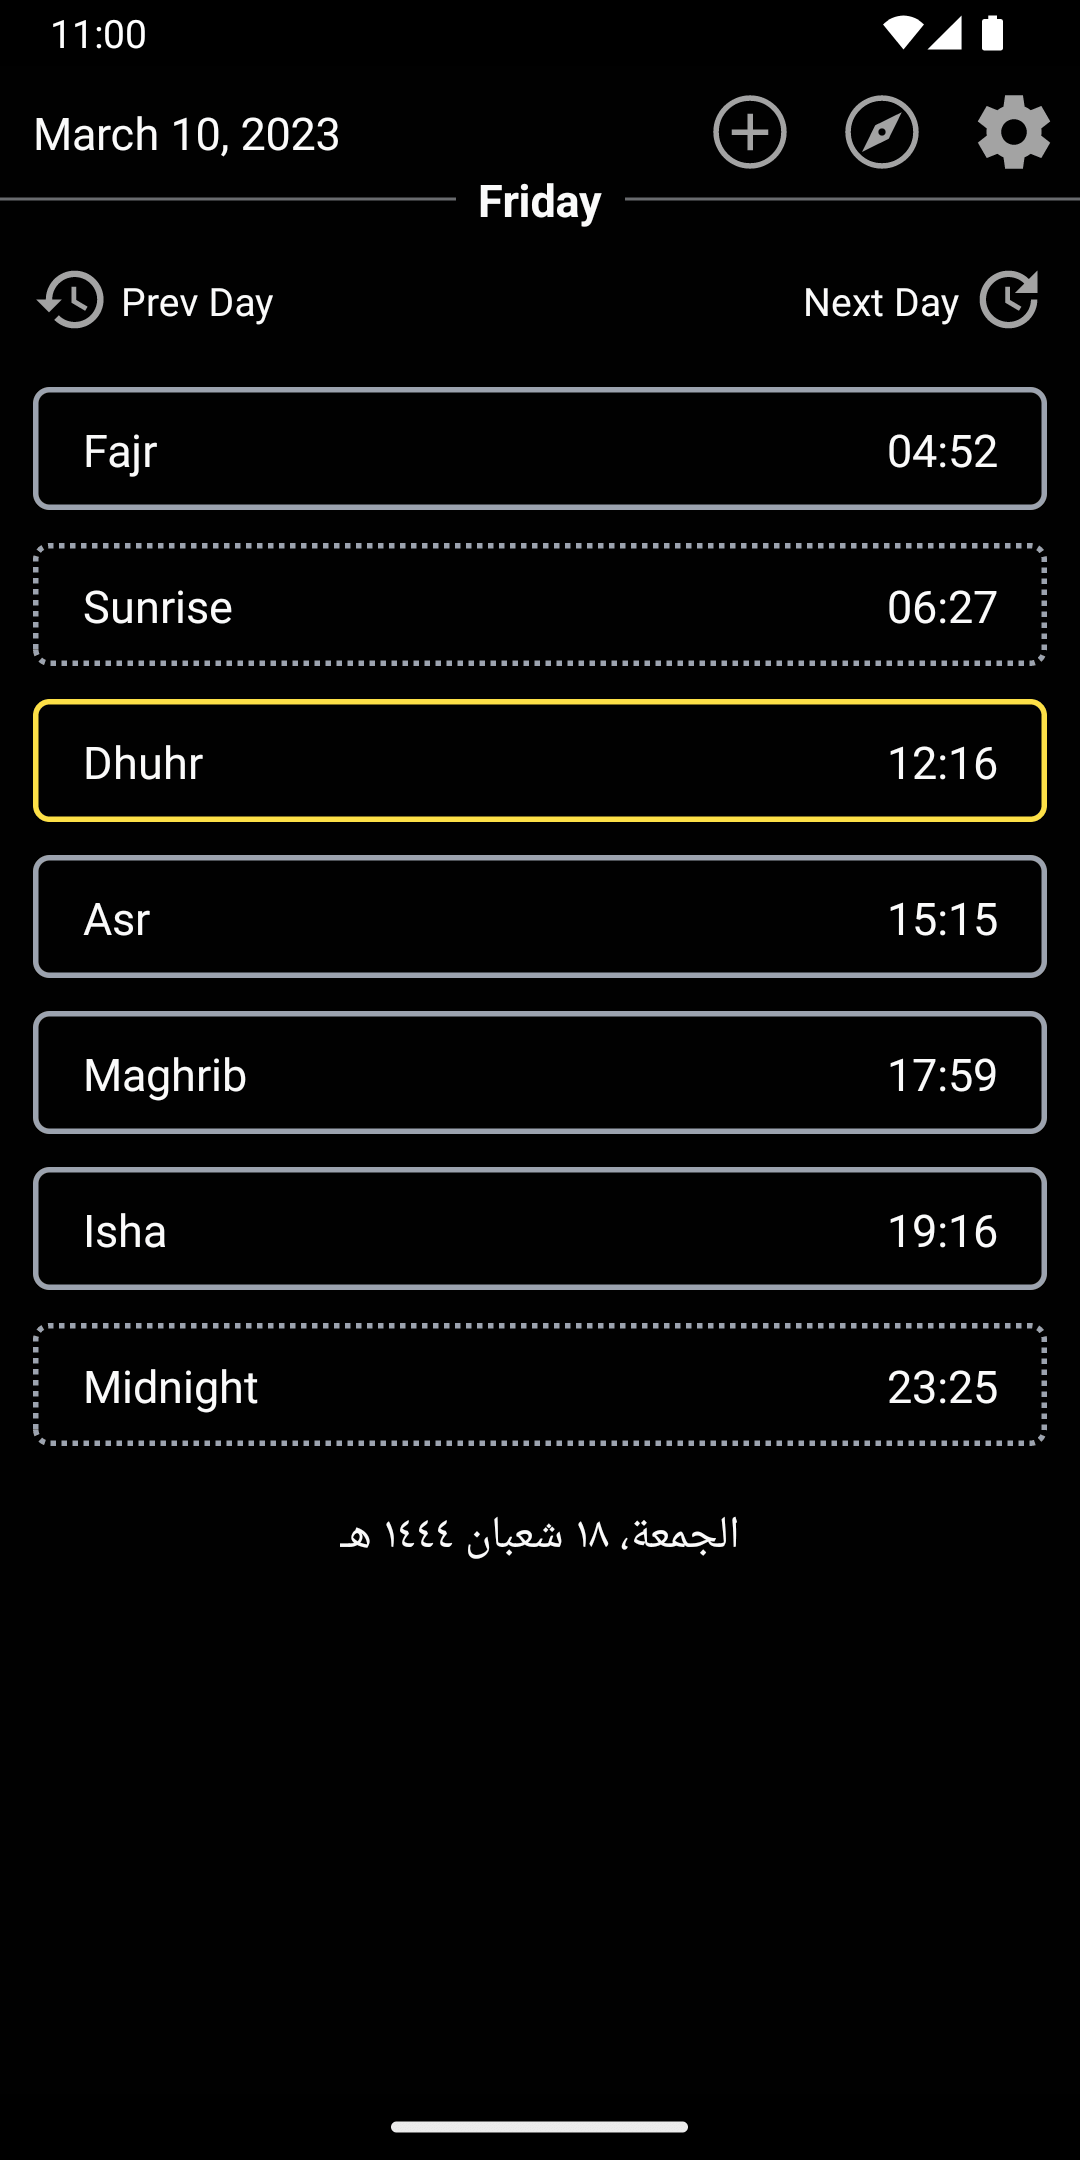 11:00
March 10, 2023
Friday
Prev Day
Next Day
Fajr 04:52
Sunrise 06:27
Dhuhr 12:16
Asr 15:15
Maghrib 17:59
Isha 19:16
Midnight 23:25
الجمعة، ١٨ شعبان ١٤٤٤ هـ